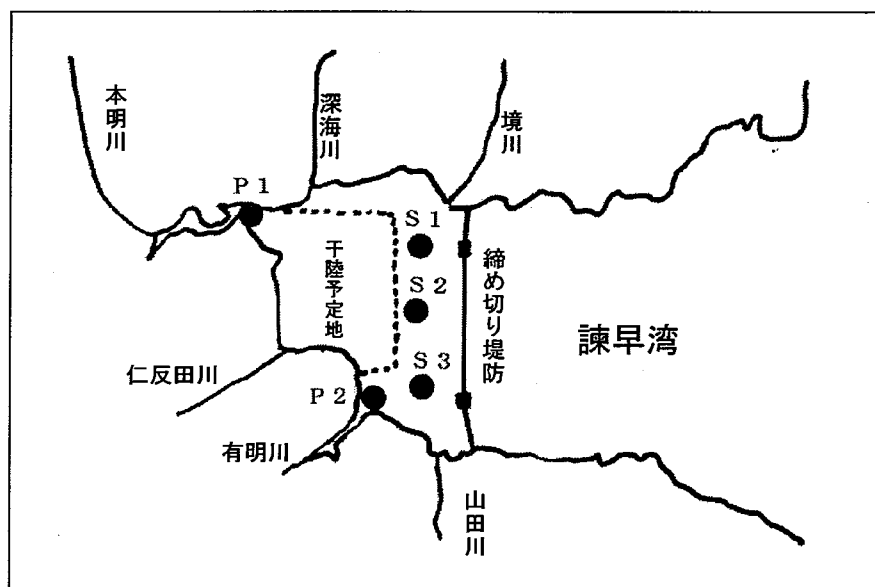 本明川
深海川
境川
P1
S1
干陸予定地
S2
締め切り堤防
諫早湾
S3
仁反田川
P2
有明川
山田川